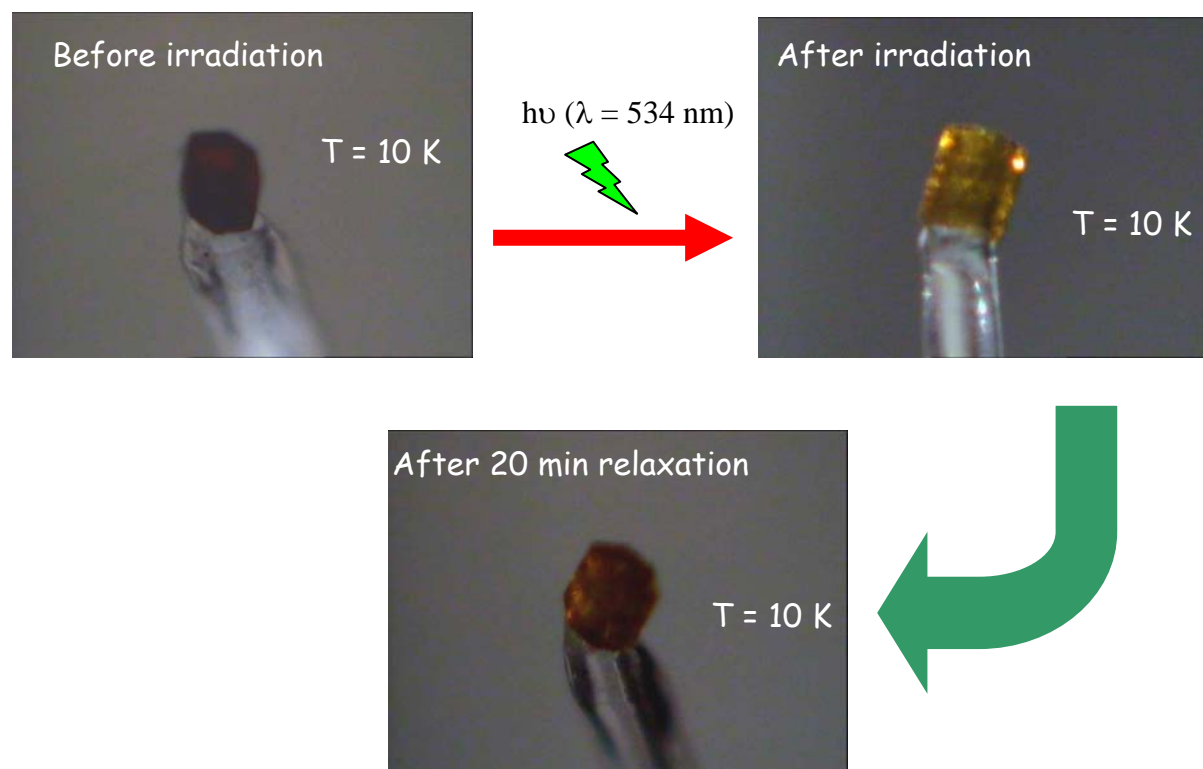 Before irradiation
T = 10 K
hυ (λ = 534 nm)
After irradiation
T = 10 K
After 20 min relaxation
T = 10 K